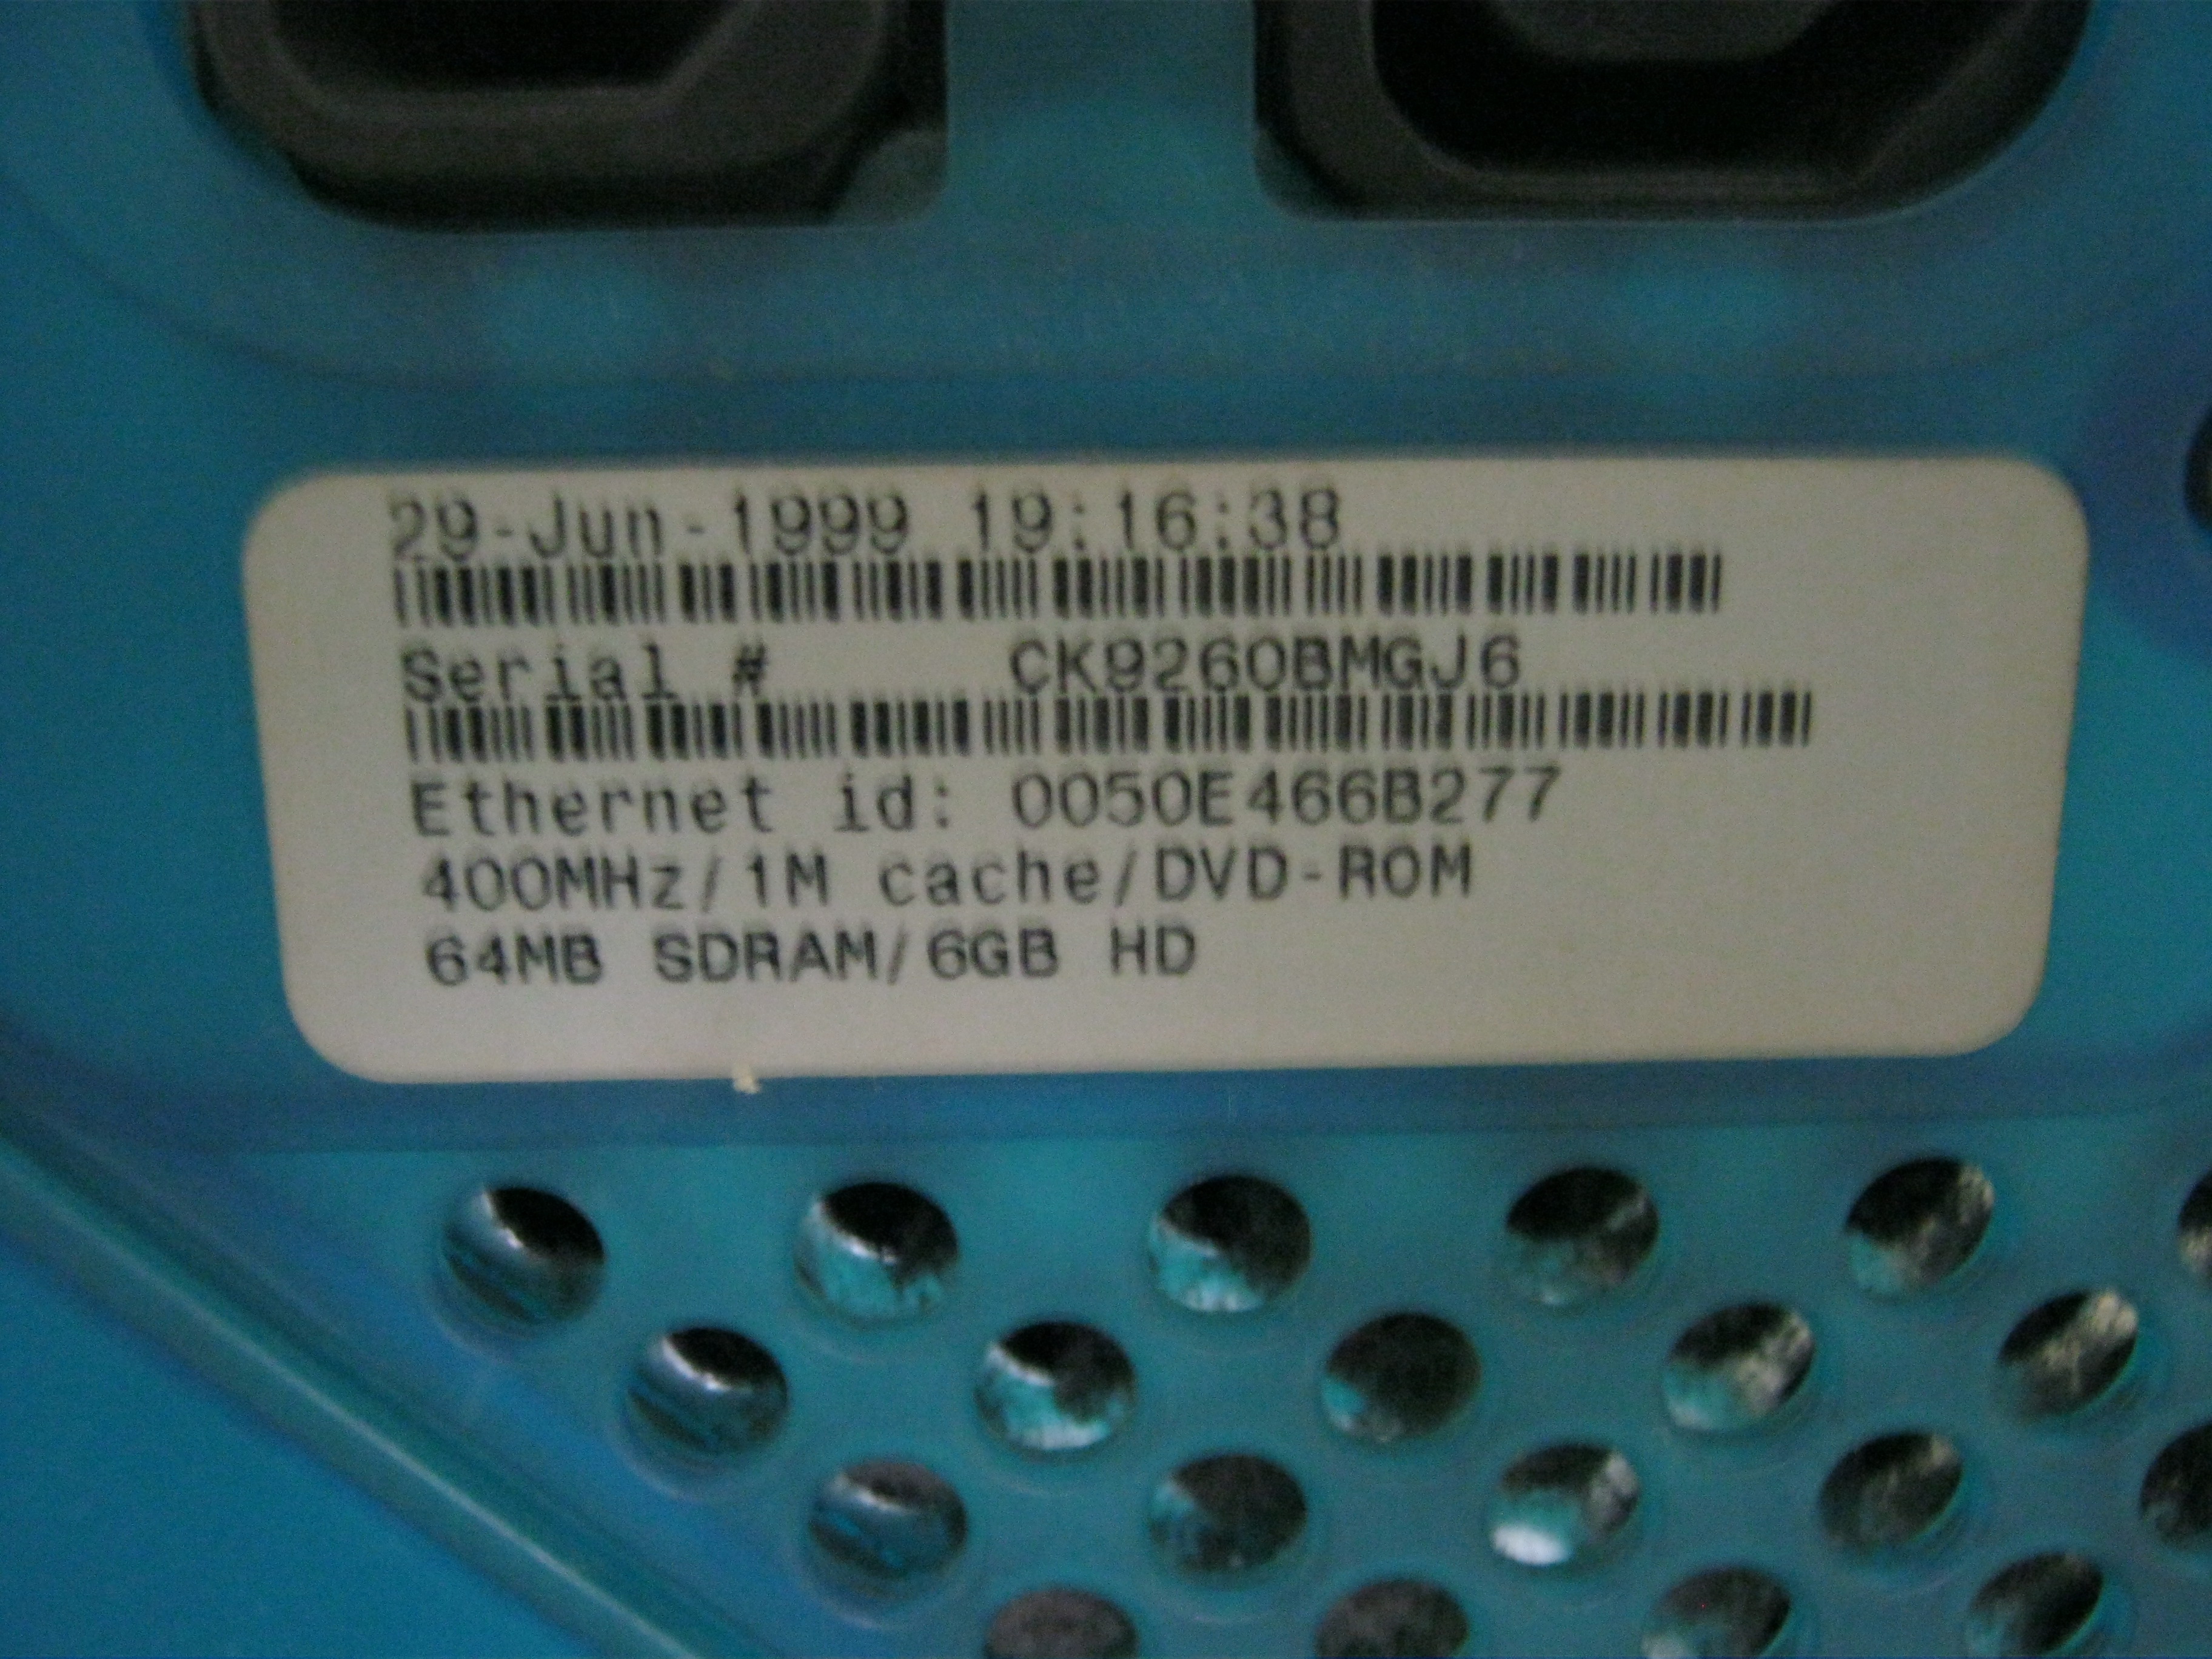 29-Jun-1999 19:16:38
Serial # CK9260BMGJ6
Ethernet id: 0050E466B277
400MHz/1M cache/DVD-ROM
64MB SDRAM/6GB HD